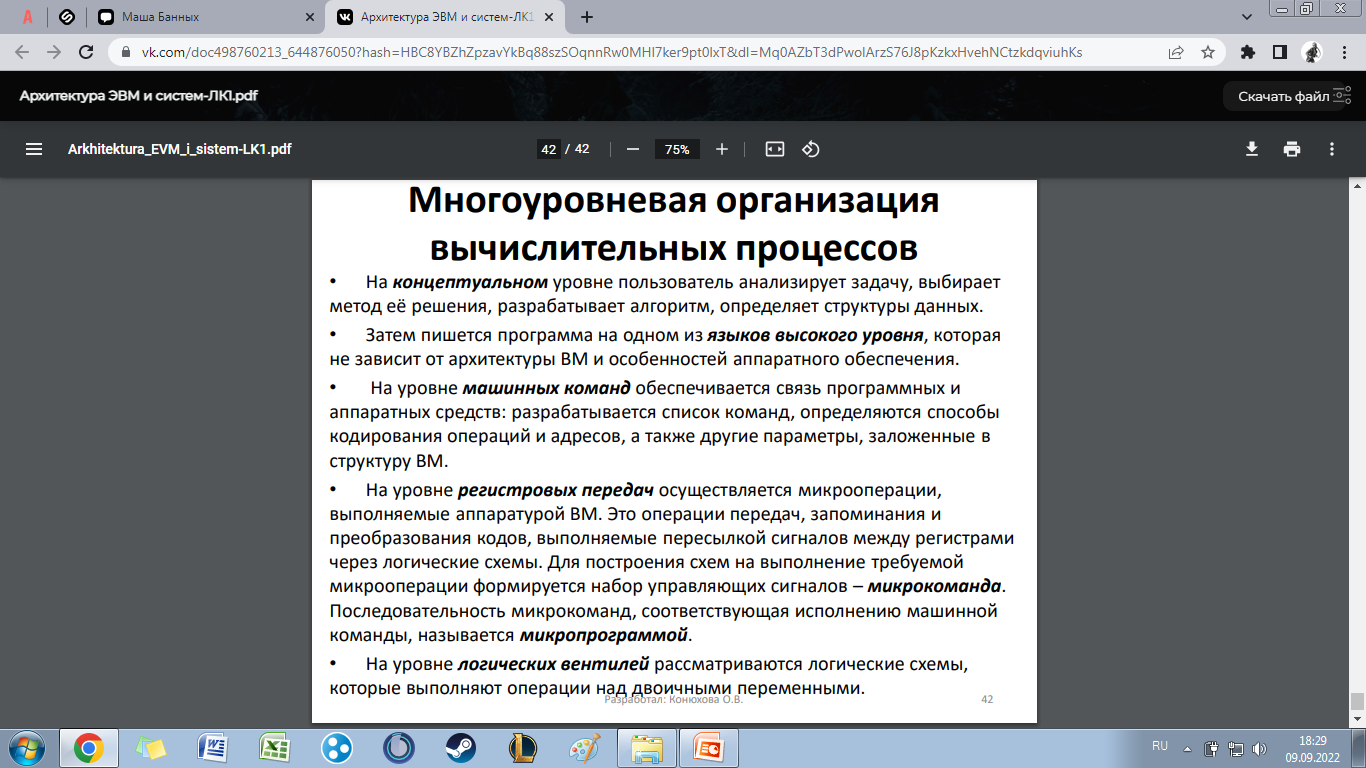 Маша Банных
Архитектура ЭВМ и систем-ЛК1
vk.com/doc498760213_644876050?hash=HBC8YBZhZpzavYkBq88szSOqnnRw0MHl7ker9pt0lxT&dl=Mq0AZbT3dPwolArzS76J8pKzkxHvehNCtzkdqviuhKs
Архитектура ЭВМ и систем-ЛК1.pdf
Скачать файл
Arkhitektura_EVM_i_sistem-LK1.pdf
42 / 42
75%
Многоуровневая организация
вычислительных процессов
• На концептуальном уровне пользователь анализирует задачу, выбирает
метод её решения, разрабатывает алгоритм, определяет структуры данных.
• Затем пишется программа на одном из языков высокого уровня, которая
не зависит от архитектуры ВМ и особенностей аппаратного обеспечения.
• На уровне машинных команд обеспечивается связь программных и
аппаратных средств: разрабатывается список команд, определяются способы
кодирования операций и адресов, а также другие параметры, заложенные в
структуру ВМ.
• На уровне регистровых передач осуществляется микрооперации,
выполняемые аппаратурой ВМ. Это операции передач, запоминания и
преобразования кодов, выполняемые пересылкой сигналов между регистрами
через логические схемы. Для построения схем на выполнение требуемой
микрооперации формируется набор управляющих сигналов – микрокоманда.
Последовательность микрокоманд, соответствующая исполнению машинной
команды, называется микропрограммой.
• На уровне логических вентилей рассматриваются логические схемы,
которые выполняют операции над двоичными переменными.
Разработал: Конюхова О.В.
42
RU
18:29
09.09.2022